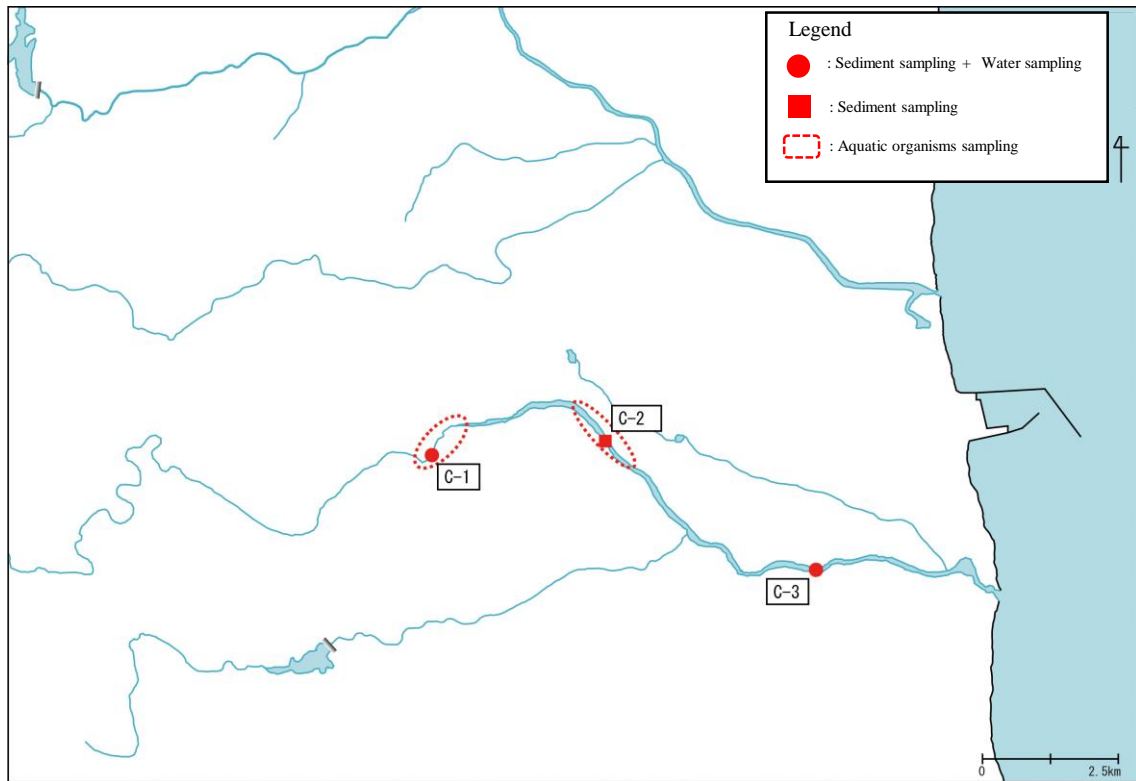 Legend
: Sediment sampling + Water sampling
: Sediment sampling
: Aquatic organisms sampling
C-2
C-1
C-3
0 2.5km